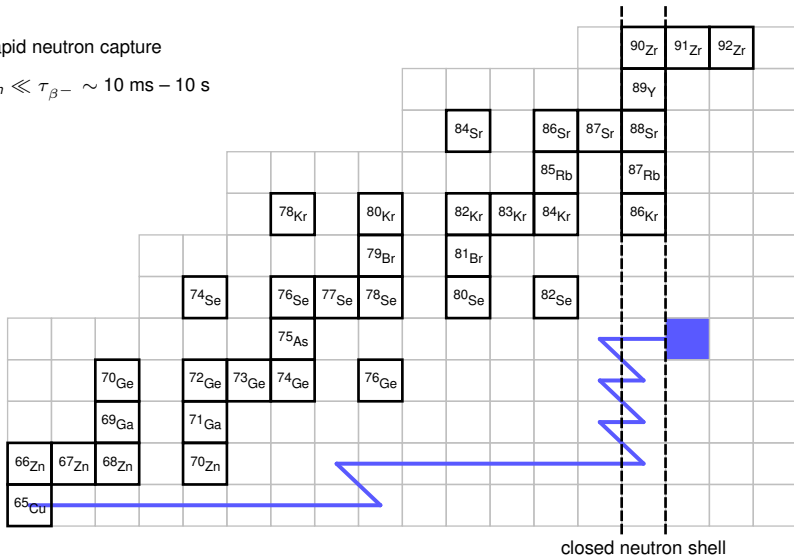 apid neutron capture
n ≪ τβ− ∼ 10 ms – 10 s
90Zr 91Zr 92Zr
89Y
84Sr 86Sr 87Sr 88Sr
85Rb 87Rb
78Kr 80Kr 82Kr 83Kr 84Kr 86Kr
79Br 81Br
74Se 76Se 77Se 78Se 80Se 82Se
75As
70Ge 72Ge 73Ge 74Ge 76Ge
69Ga 71Ga
66Zn 67Zn 68Zn 70Zn
65Cu
closed neutron shell